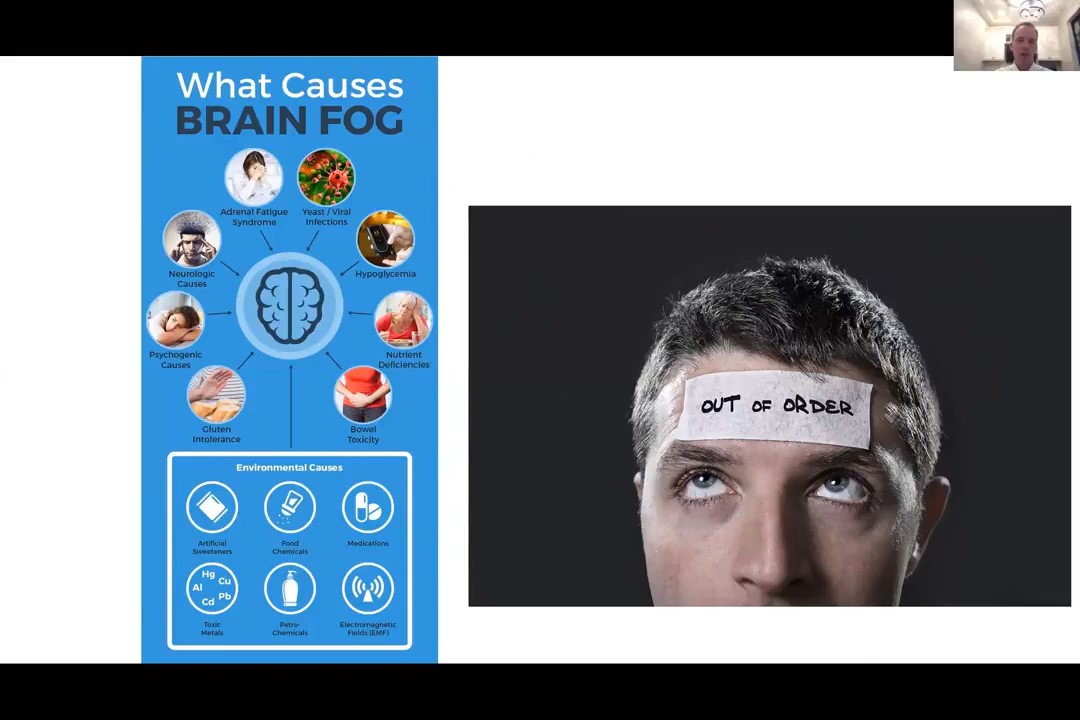 What Causes
BRAIN FOG
Adrenal Fatigue
Syndrome
Yeast / Viral
Infections
Neurologic
Causes
Hypoglycemia
Psychogenic
Causes
Nutrient
Deficiencies
Gluten
Intolerance
Bowel
Toxicity
Environmental Causes
Artificial
Sweeteners
Food
Chemicals
Medications
Hg
Al
Cu
Cd
Pb
Toxic
Metals
Petro-
Chemicals
Electromagnetic
Fields (EMF)
OUT OF ORDER